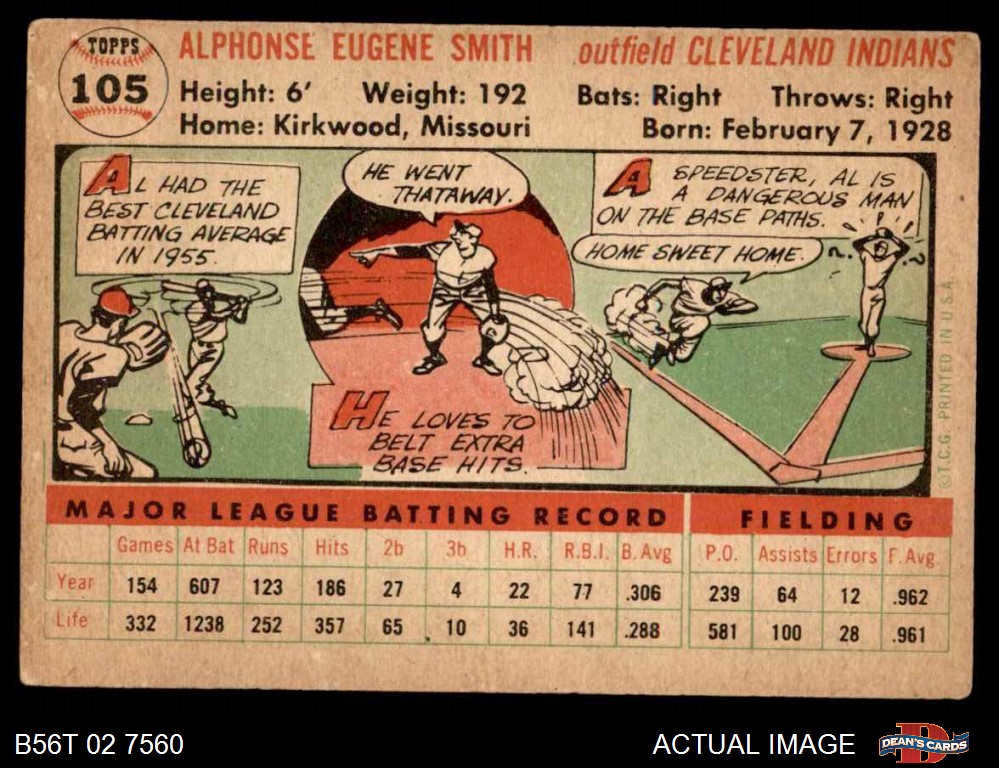 TOPPS
105
ALPHONSE EUGENE SMITH outfield CLEVELAND INDIANS
Height: 6' Weight: 192 Bats: Right Throws: Right
Home: Kirkwood, Missouri Born: February 7, 1928
AL HAD THE
BEST CLEVELAND
BATTING AVERAGE
IN 1955.
HE WENT
THATAWAY.
HE LOVES TO
BELT EXTRA
BASE HITS.
A SPEEDSTER, AL IS
A DANGEROUS MAN
ON THE BASE PATHS.
HOME SWEET HOME.
?
?
©T.C.G. PRINTED IN U.S.A.
MAJOR LEAGUE BATTING RECORD FIELDING
Games At Bat Runs Hits 2b 3b H.R. R.B.I. B. Avg P.O. Assists Errors F. Avg.
Year 154 607 123 186 27 4 22 77 .306 239 64 12 .962
Life 332 1238 252 357 65 10 36 141 .288 581 100 28 .961
B56T 02 7560 ACTUAL IMAGE D DEAN'S CARDS